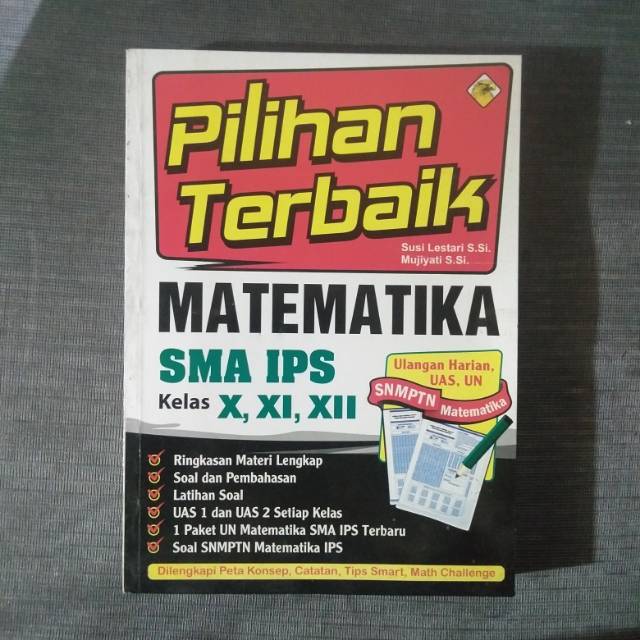 Pilihan
Terbaik
Susi Lestari S.Si.
Mujiyati S.Si.
MATEMATIKA
SMA IPS
Kelas X, XI, XII
Ulangan Harian,
UAS, UN
SNMPTN
Matematika
Ringkasan Materi Lengkap
Soal dan Pembahasan
Latihan Soal
UAS 1 dan UAS 2 Setiap Kelas
1 Paket UN Matematika SMA IPS Terbaru
Soal SNMPTN Matematika IPS
Dilengkapi Peta Konsep, Catatan, Tips Smart, Math Challenge